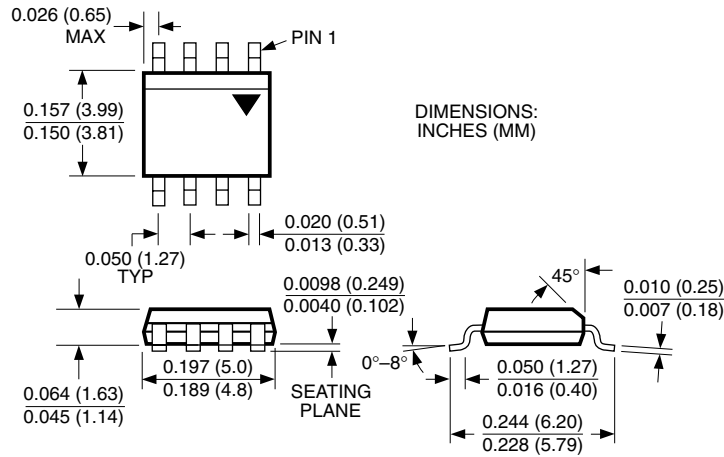 0.026 (0.65)
MAX
PIN 1
0.157 (3.99)
0.150 (3.81)
DIMENSIONS:
INCHES (MM)
0.050 (1.27)
TYP
0.020 (0.51)
0.013 (0.33)
0.0098 (0.249)
0.0040 (0.102)
45°
0.010 (0.25)
0.007 (0.18)
0.064 (1.63)
0.045 (1.14)
0.197 (5.0)
0.189 (4.8)
SEATING
PLANE
0°–8°
0.050 (1.27)
0.016 (0.40)
0.244 (6.20)
0.228 (5.79)